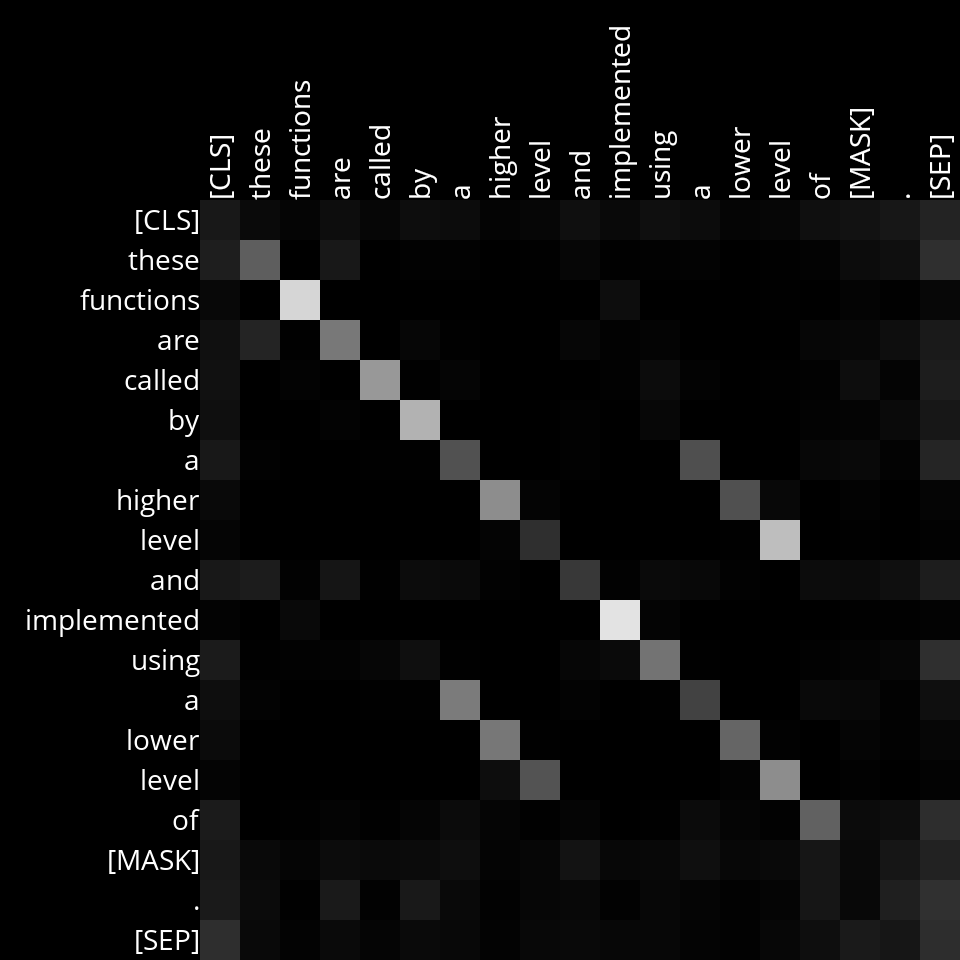 [CLS] these functions are called by a higher level and implemented using a lower level of [MASK] . [SEP]
[CLS]
these
functions
are
called
by
a
higher
level
and
implemented
using
a
lower
level
of
[MASK]
.
[SEP]